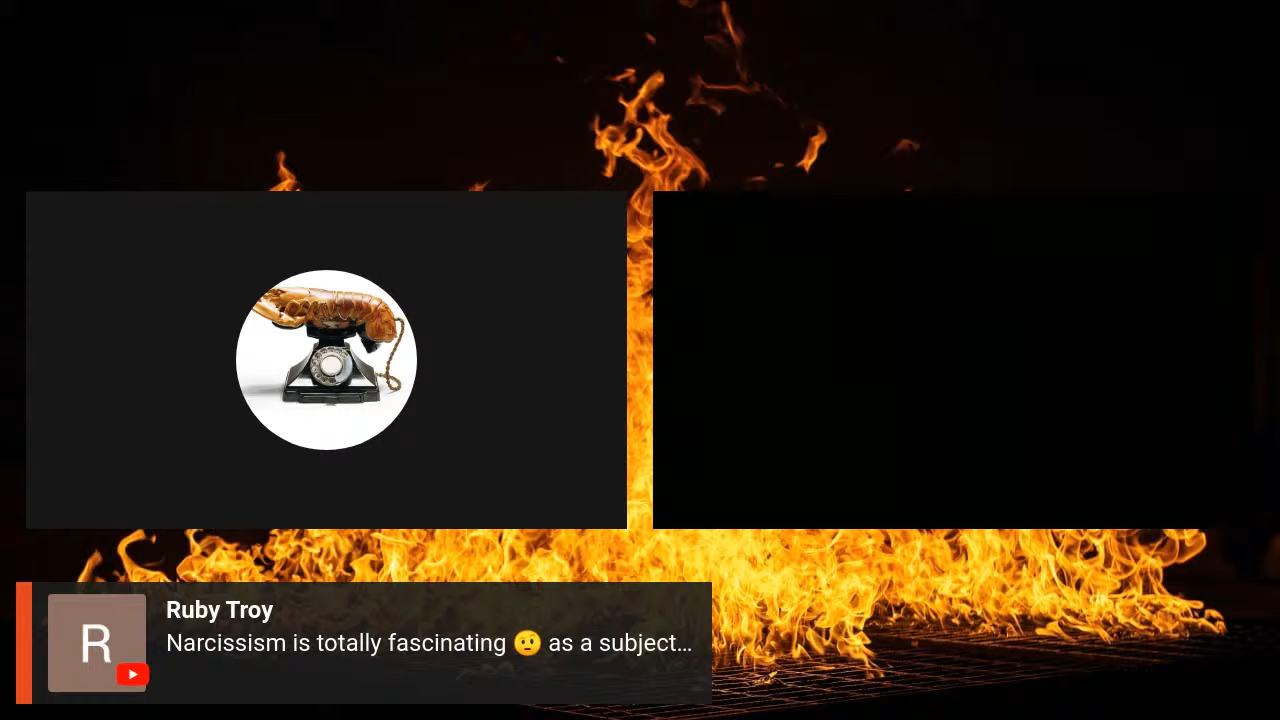 R
Ruby Troy
Narcissism is totally fascinating 🤨 as a subject...